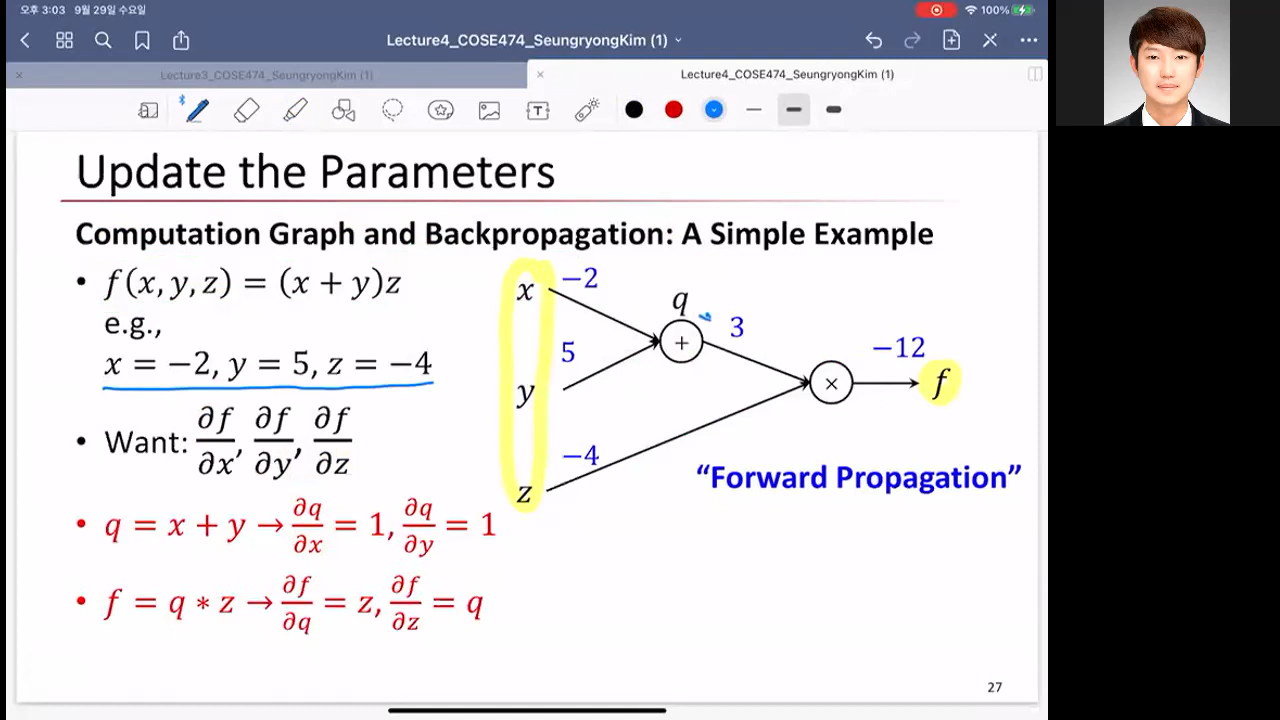 오후 3:03 9월 29일 수요일
100%
Lecture4_COSE474_SeungryongKim (1)
Lecture3_COSE474_SeungryongKim (1)
Lecture4_COSE474_SeungryongKim (1)
Update the Parameters
Computation Graph and Backpropagation: A Simple Example
• f(x, y, z) = (x + y)z
e.g.,
x = −2, y = 5, z = −4
• Want: ∂f/∂x, ∂f/∂y, ∂f/∂z
• q = x + y → ∂q/∂x = 1, ∂q/∂y = 1
• f = q ∗ z → ∂f/∂q = z, ∂f/∂z = q
x
−2
q
+
3
5
y
−12
×
f
−4
z
“Forward Propagation”
27